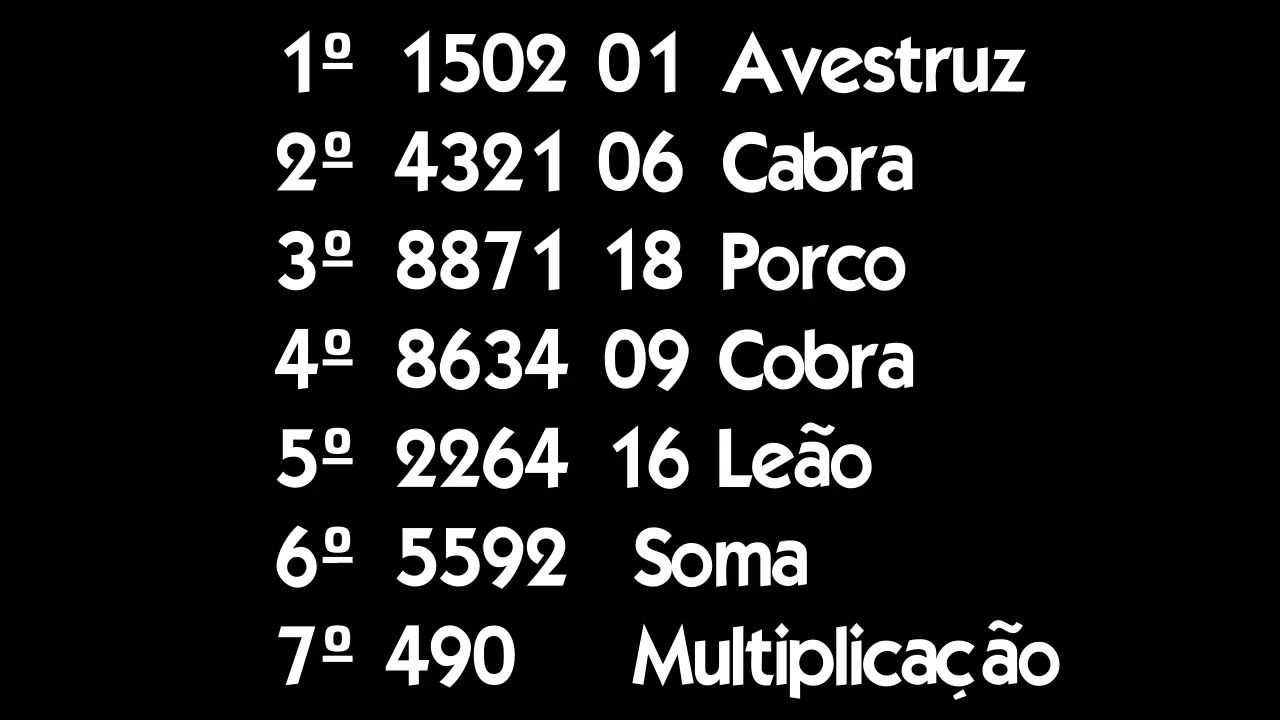 1º 1502 01 Avestruz
2º 4321 06 Cabra
3º 8871 18 Porco
4º 8634 09 Cobra
5º 2264 16 Leão
6º 5592 Soma
7º 490 Multiplicação